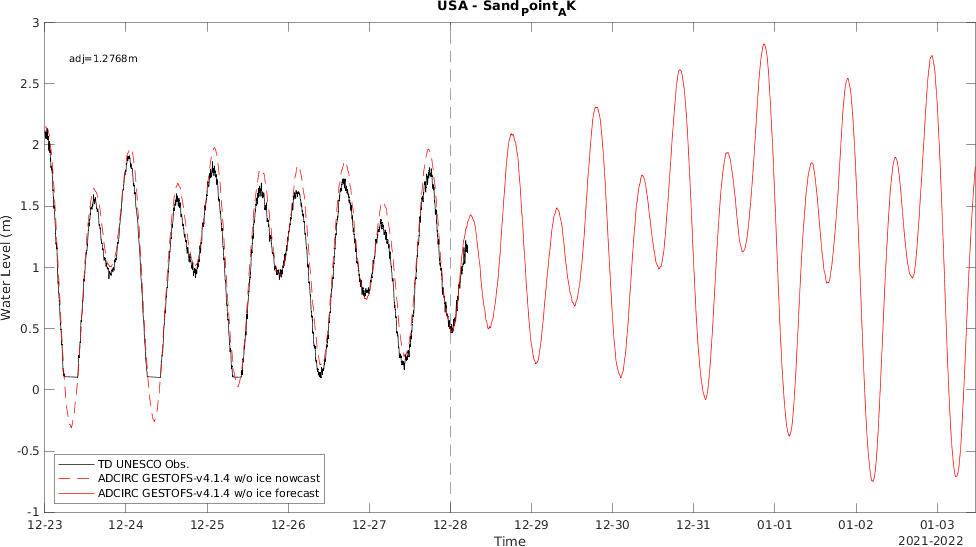 USA - Sand_Point_AK
adj=1.2768m
3
2.5
2
1.5
1
0.5
0
-0.5
-1
Water Level (m)
TD UNESCO Obs.
ADCIRC GESTOFS-v4.1.4 w/o ice nowcast
ADCIRC GESTOFS-v4.1.4 w/o ice forecast
12-23 12-24 12-25 12-26 12-27 12-28 12-29 12-30 12-31 01-01 01-02 01-03
Time
2021-2022